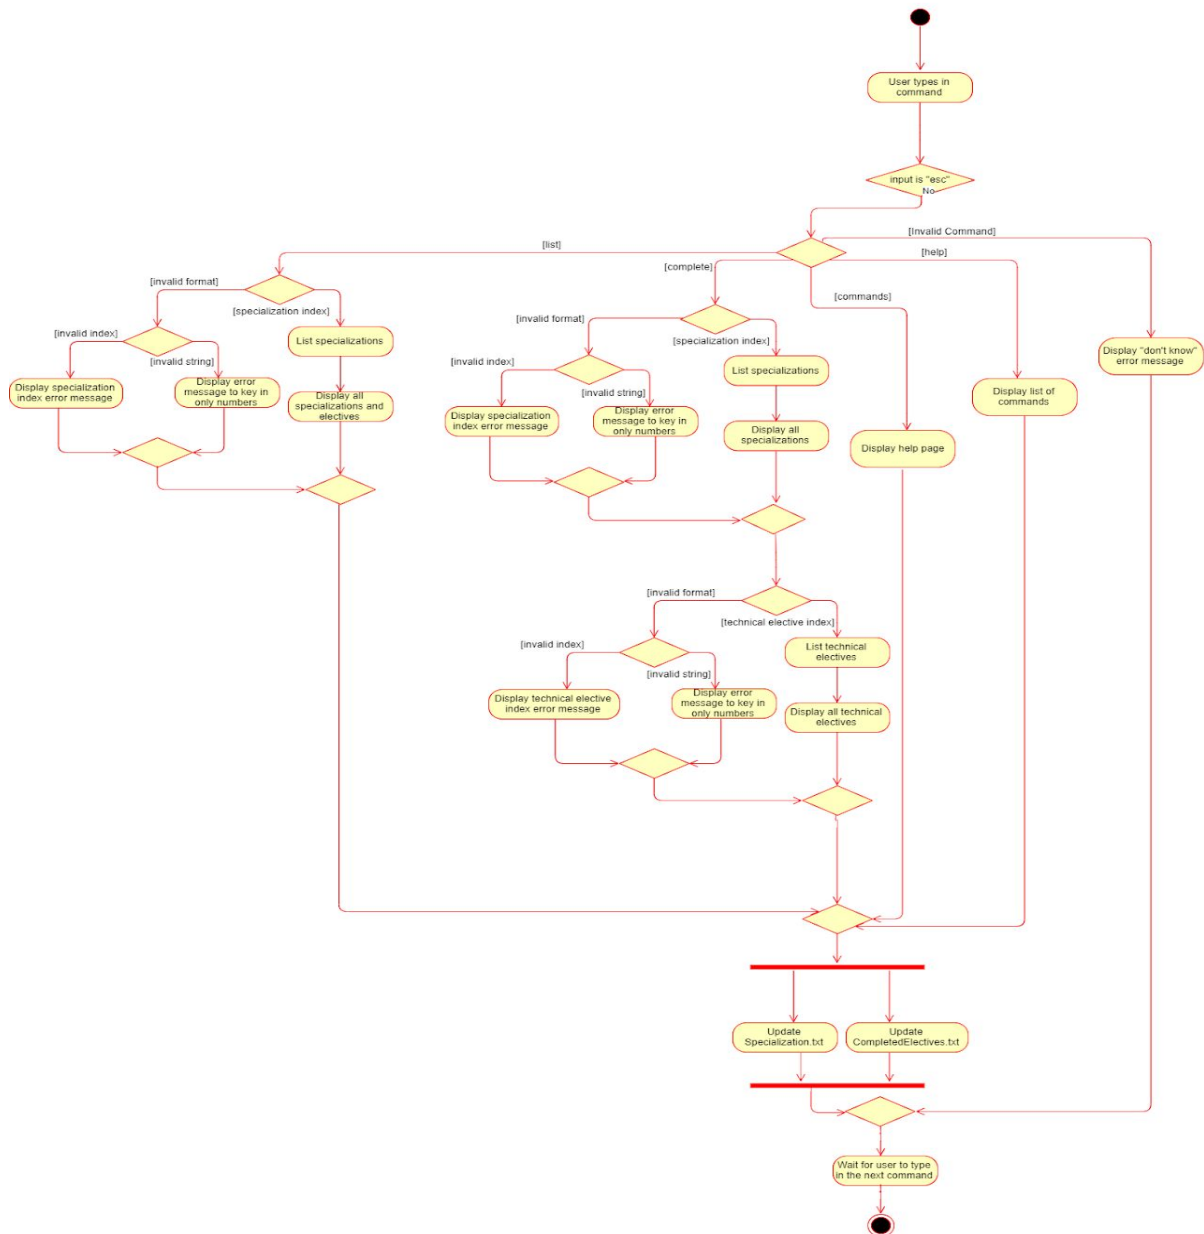 User types in
command
input is "esc"
No
[Invalid Command]
[list]
[help]
[complete]
[invalid format]
[commands]
[specialization index]
[invalid format]
[invalid index]
[specialization index]
List specializations
Display "don't know"
error message
[invalid string]
[invalid index]
List specializations
Display specialization
index error message
Display error
message to key in
only numbers
[invalid string]
Display all
specializations and
electives
Display list of
commands
Display specialization
index error message
Display error
message to key in
only numbers
Display all
specializations
Display help page
[invalid format]
[technical elective index]
[invalid index]
List technical
electives
[invalid string]
Display technical elective
index error message
Display error
message to key in
only numbers
Display all technical
electives
Update
Specialization.txt
Update
CompletedElectives.txt
Wait for user to type
in the next command